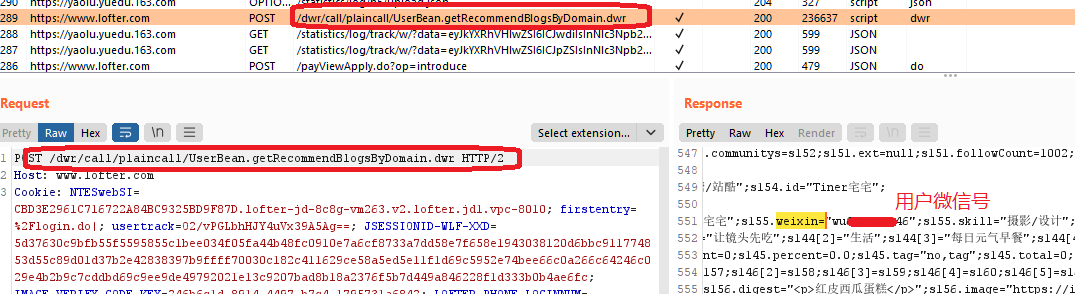 290 https://yaolu.yuedu.163.com OPTIO... /statistics/log/upload.json 204 327 script json
289 https://www.lofter.com POST /dwr/call/plaincall/UserBean.getRecommendBlogsByDomain.dwr ✓ 200 236637 script dwr
288 https://yaolu.yuedu.163.com GET /statistics/log/track/w/?data=eyJkYXRhVHlwZSI6ICJwdiIsInNlc3Npb2... ✓ 200 599 JSON
287 https://yaolu.yuedu.163.com GET /statistics/log/track/w/?data=eyJkYXRhVHlwZSI6ICJpZCIsInNlc3Npb2... ✓ 200 599 JSON
286 https://www.lofter.com POST /payViewApply.do?op=introduce ✓ 200 479 JSON do
Request
Pretty Raw Hex \n Select extension...
1 POST /dwr/call/plaincall/UserBean.getRecommendBlogsByDomain.dwr HTTP/2
2 Host: www.lofter.com
3 Cookie: NTESwebSI=
CBD3E2961C716722A84BC9325BD9F87D.lofter-jd-8c8g-vm263.v2.lofter.jd1.vpc-8010; firstentry=
%2Flogin.do|; usertrack=02/vPGLbhHJY4uVx39A5Ag==; JSESSIONID-WLF-XXD=
5d37630c9bfb55f5595855c1bee034f05fa44b48fc0910e7a6cf8733a7dd58e7f658e1943038120d6bbc9117748
53d55c89d01d37b2e42838397b9ffff70030c182c411629ce58a5ed5e11f1d69c5952e74bee66c0a266c64246c0
29e4b2b9c7cddbd69c9ee9de49792021e13c9207bad8b18a2376f5b7d449a846228f1d333b0b4ae6fc;
Response
Pretty Raw Hex Render \n
547 l.communitys=s152;s151.ext=null;s151.followCount=1002;
548
549 /站酷";s154.id="Tiner宅宅";
550
用户微信号
551 宅宅";s155.weixin="wu 46";s155.skill="摄影/设计";
552 ="让镜头先吃";s144[2]="生活";s144[3]="每日元气早餐";s144[4
553 nt=0;s145.percent=0.0;s145.tag="no,tag";s145.total=0;
554 157;s146[2]=s158;s146[3]=s159;s146[4]=s160;s146[5]=s1
555 s156.digest="<p>红皮西瓜蛋糕</p>";s156.image="https://i